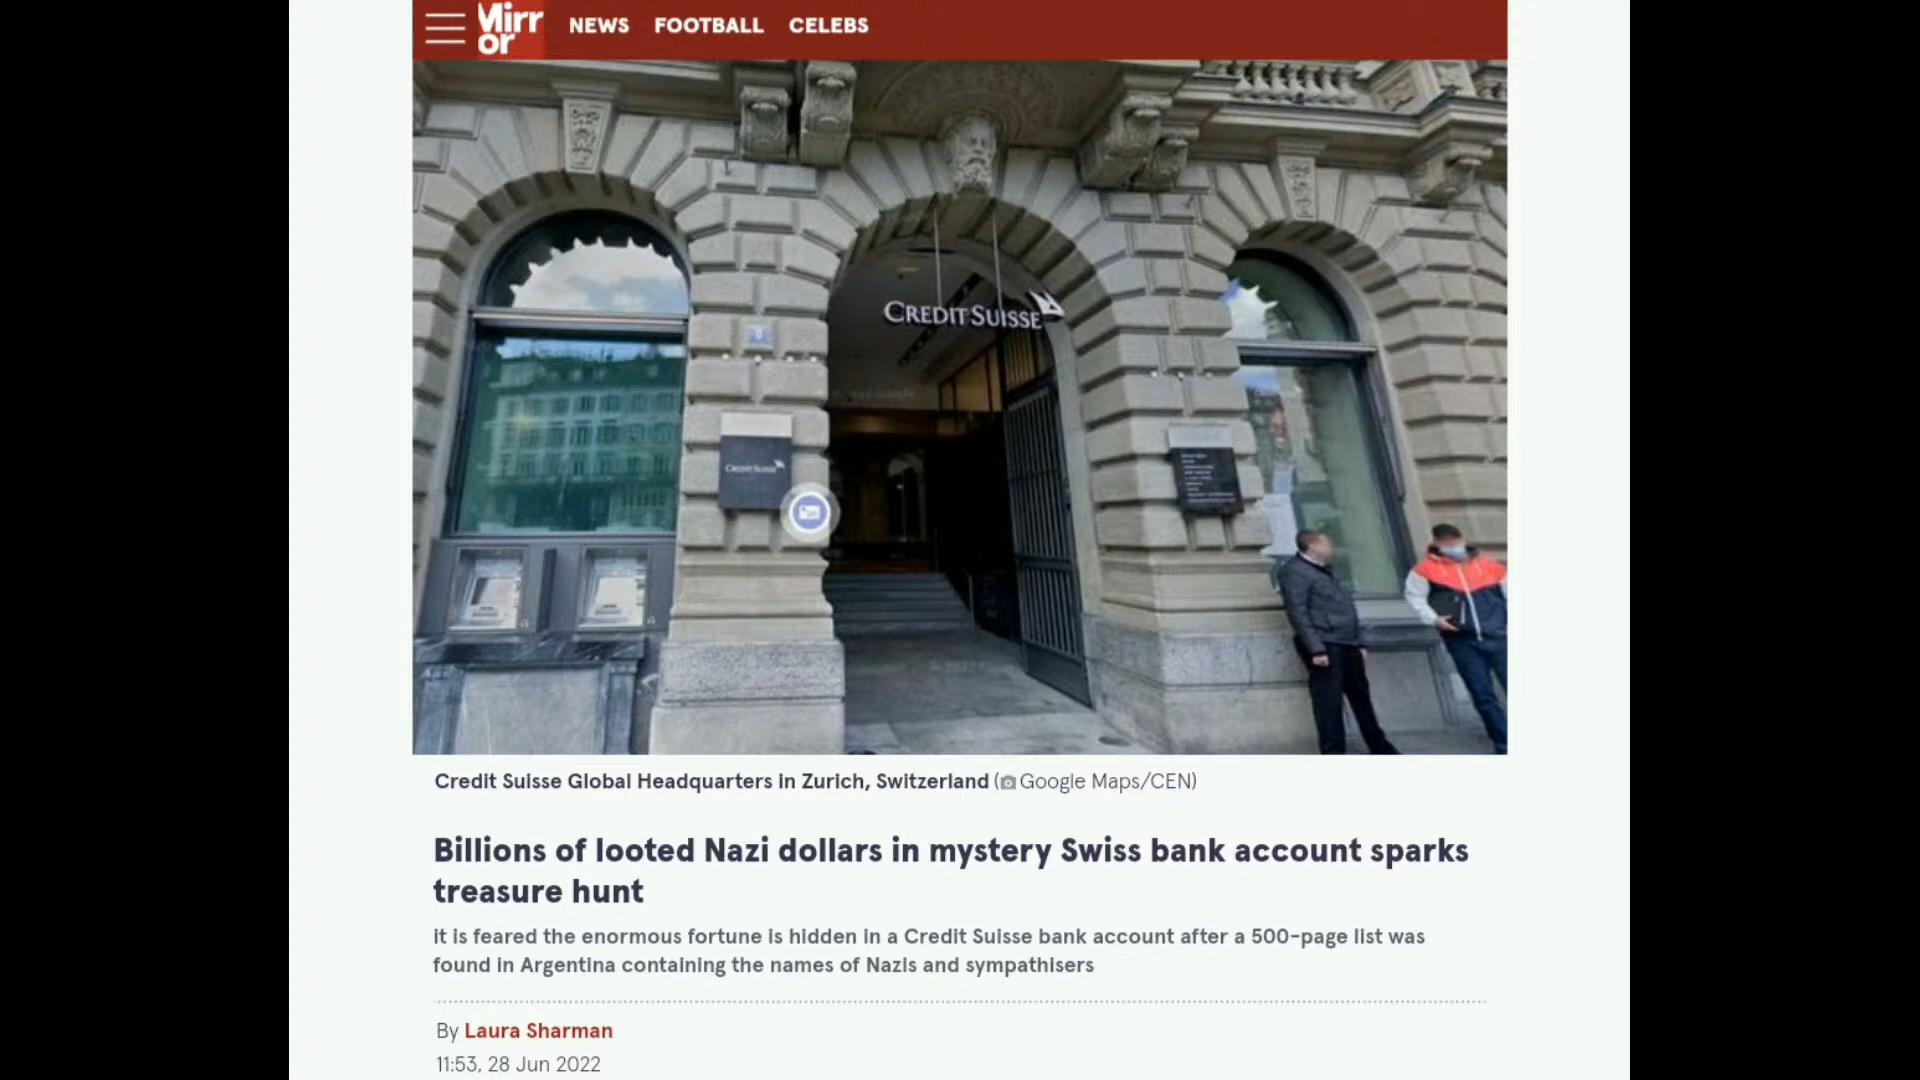 Mirror
NEWS FOOTBALL CELEBS
CREDIT SUISSE
CREDIT SUISSE
Credit Suisse Global Headquarters in Zurich, Switzerland (Google Maps/CEN)
Billions of looted Nazi dollars in mystery Swiss bank account sparks
treasure hunt
it is feared the enormous fortune is hidden in a Credit Suisse bank account after a 500-page list was
found in Argentina containing the names of Nazis and sympathisers
By Laura Sharman
11:53, 28 Jun 2022